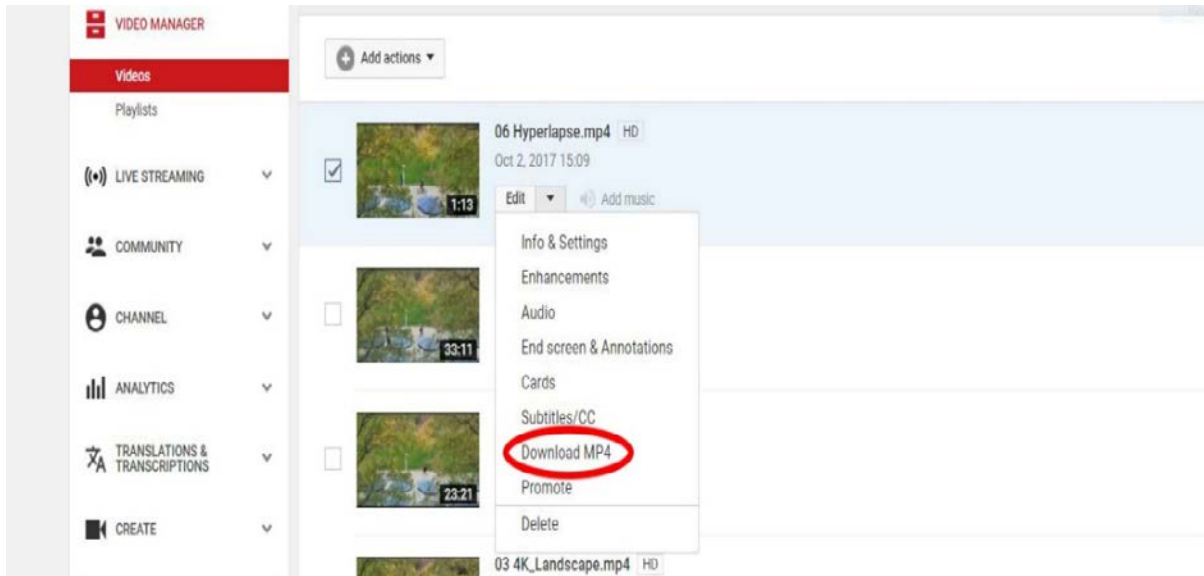 VIDEO MANAGER
Videos
Playlists
LIVE STREAMING
COMMUNITY
CHANNEL
ANALYTICS
TRANSLATIONS &
TRANSCRIPTIONS
CREATE
Add actions
06 Hyperlapse.mp4 HD
Oct 2, 2017 15:09
1:13
Edit
Add music
Info & Settings
Enhancements
Audio
End screen & Annotations
Cards
Subtitles/CC
Download MP4
Promote
Delete
33:11
23:21
03 4K_Landscape.mp4 HD